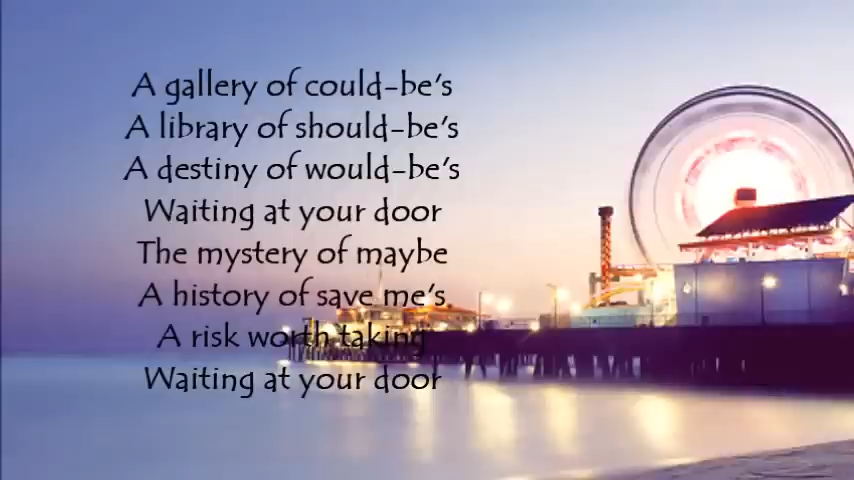 A gallery of could-be's
A library of should-be's
A destiny of would-be's
Waiting at your door
The mystery of maybe
A history of save me's
A risk worth taking
Waiting at your door